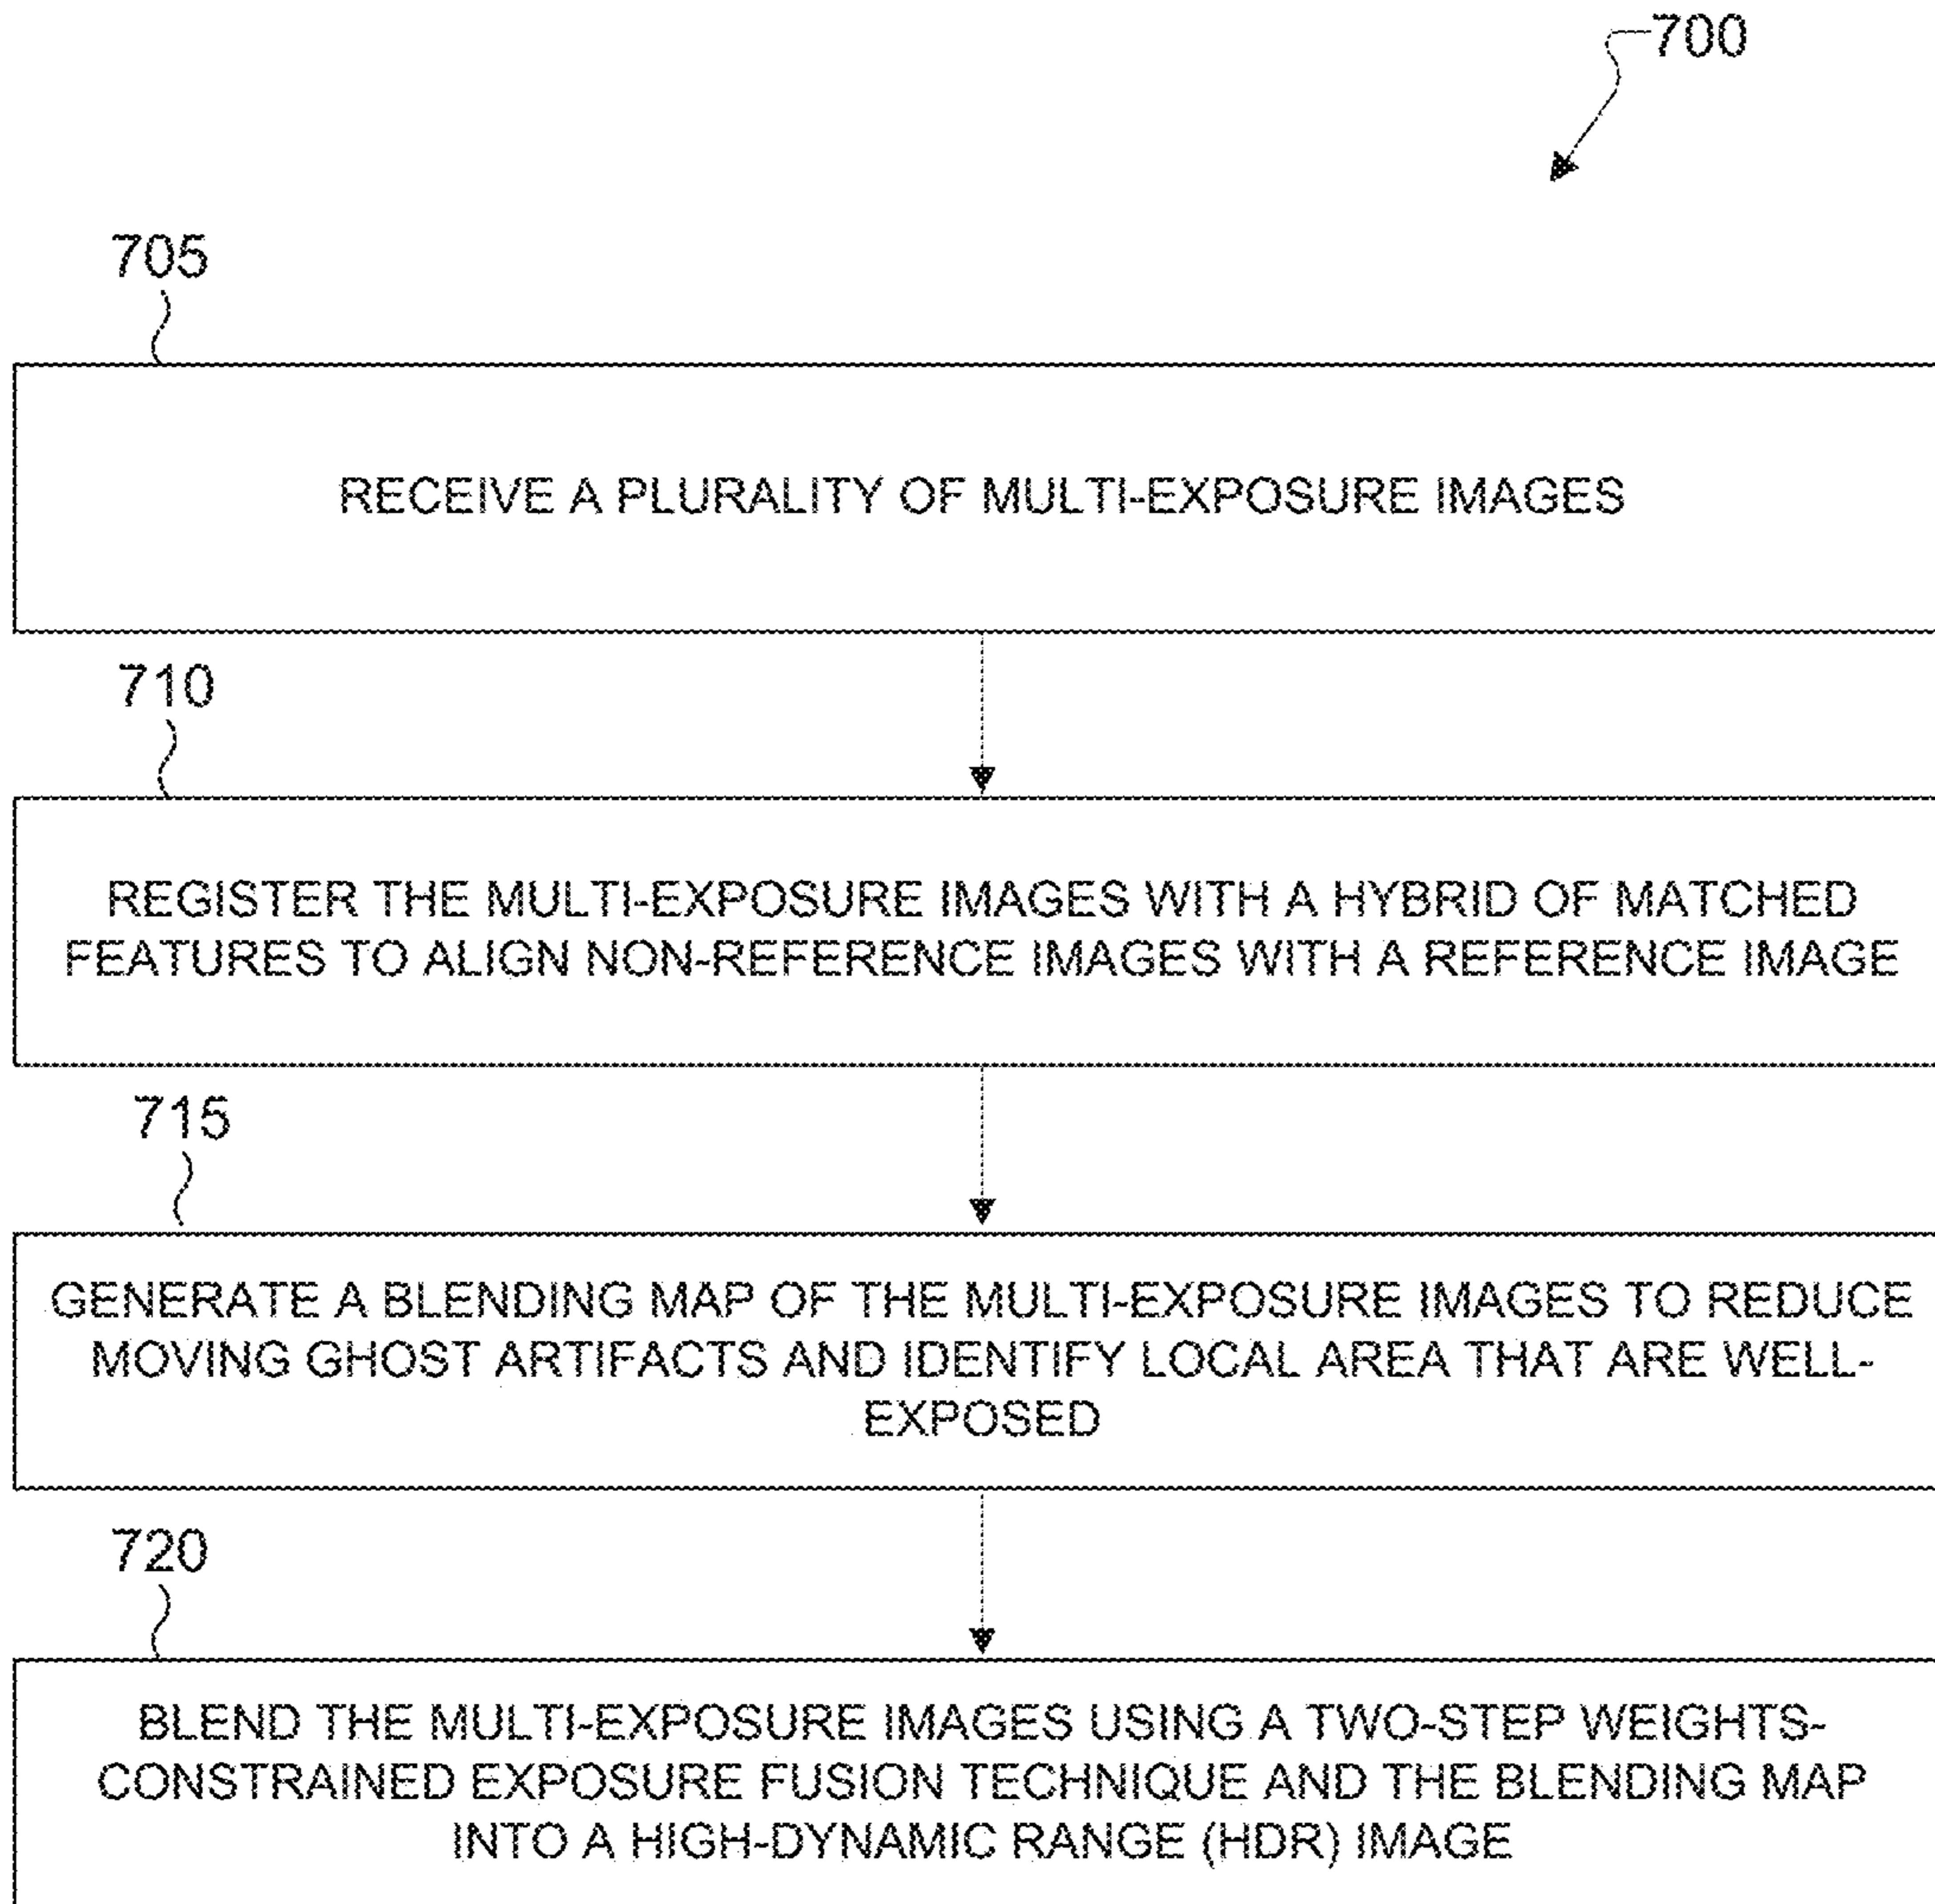 700
705
RECEIVE A PLURALITY OF MULTI-EXPOSURE IMAGES
710
REGISTER THE MULTI-EXPOSURE IMAGES WITH A HYBRID OF MATCHED
FEATURES TO ALIGN NON-REFERENCE IMAGES WITH A REFERENCE IMAGE
715
GENERATE A BLENDING MAP OF THE MULTI-EXPOSURE IMAGES TO REDUCE
MOVING GHOST ARTIFACTS AND IDENTIFY LOCAL AREA THAT ARE WELL-
EXPOSED
720
BLEND THE MULTI-EXPOSURE IMAGES USING A TWO-STEP WEIGHTS-
CONSTRAINED EXPOSURE FUSION TECHNIQUE AND THE BLENDING MAP
INTO A HIGH-DYNAMIC RANGE (HDR) IMAGE